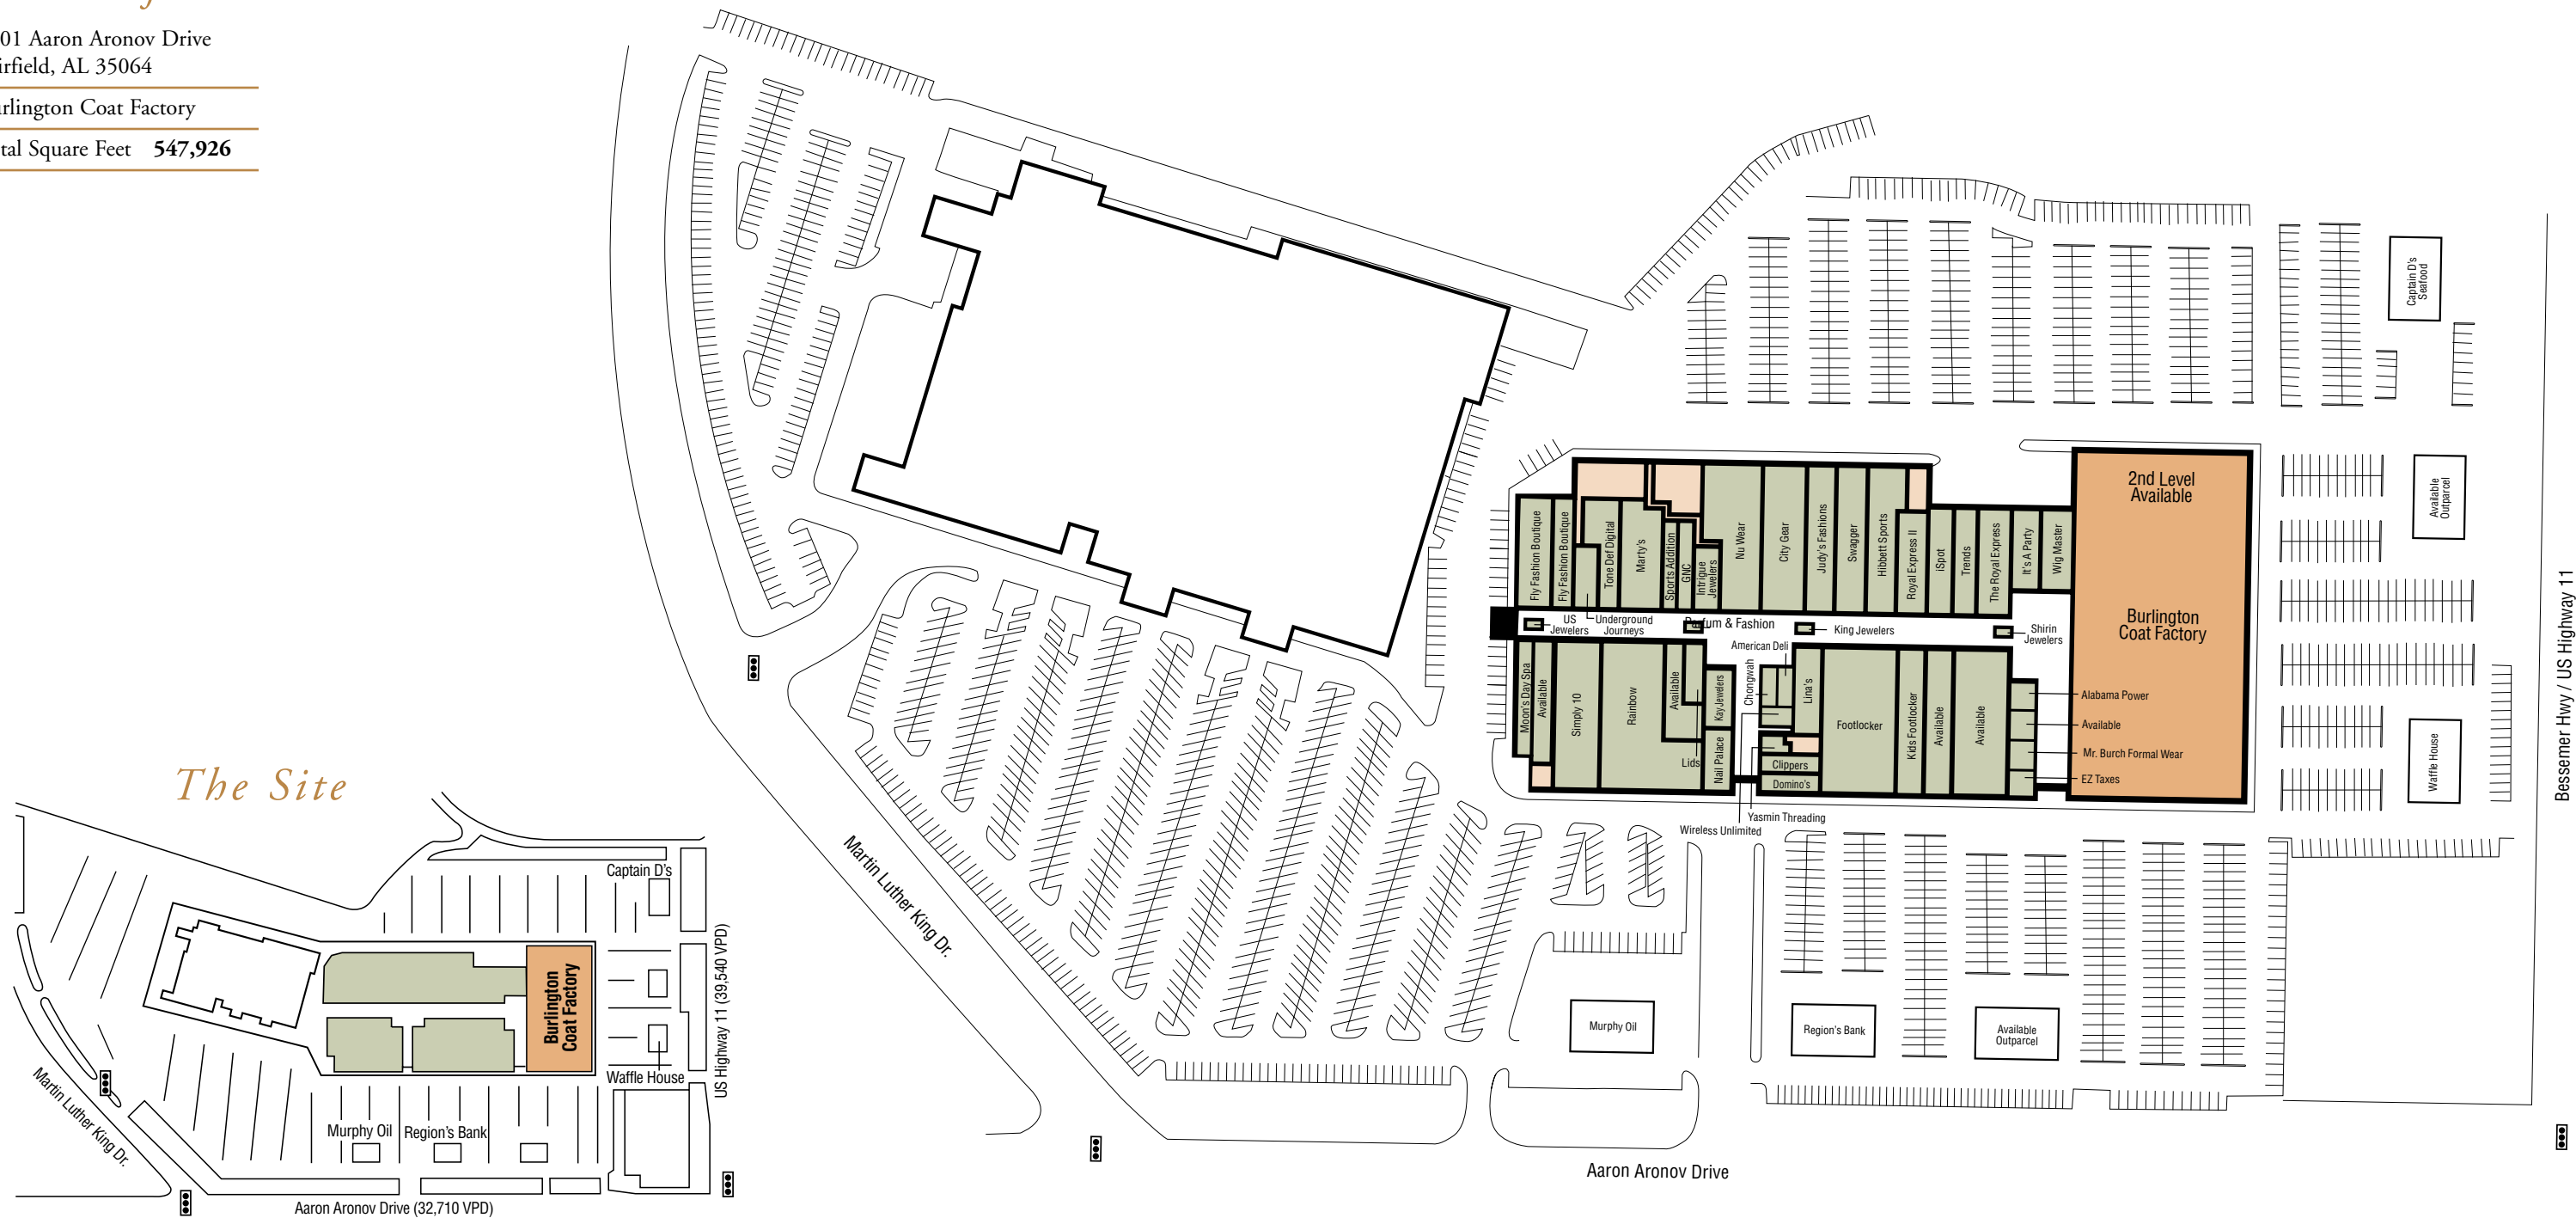 01 Aaron Aronov Drive
irfield, AL 35064
urlington Coat Factory
tal Square Feet 547,926
Captain D's
Seafood
Available
Outparcel
Waffle House
Bessemer Hwy / US Highway 11
2nd Level
Available
Burlington
Coat Factory
Fly Fashion Boutique
Fly Fashion Boutique
Tone Def Digital
Marty's
Sports Addition
GNC
Intrigue
Jewelers
Nu Wear
City Gear
Judy's Fashions
Swagger
Hibbett Sports
Royal Express II
iSpot
Trends
The Royal Express
It's A Party
Wig Master
US
Jewelers
Underground
Journeys
Parfum & Fashion
King Jewelers
Shirin
Jewelers
American Deli
Moon's Day Spa
Available
Simply 10
Rainbow
Available
Lids
Kay Jewelers
Nail Palace
Chongwah
Lina's
Clippers
Domino's
Footlocker
Kids Footlocker
Available
Available
Alabama Power
Available
Mr. Burch Formal Wear
EZ Taxes
Yasmin Threading
Wireless Unlimited
Martin Luther King Dr.
Murphy Oil
Region's Bank
Available
Outparcel
Aaron Aronov Drive
The Site
Captain D's
Burlington
Coat Factory
US Highway 11 (39,540 VPD)
Waffle House
Martin Luther King Dr.
Murphy Oil
Region's Bank
Aaron Aronov Drive (32,710 VPD)